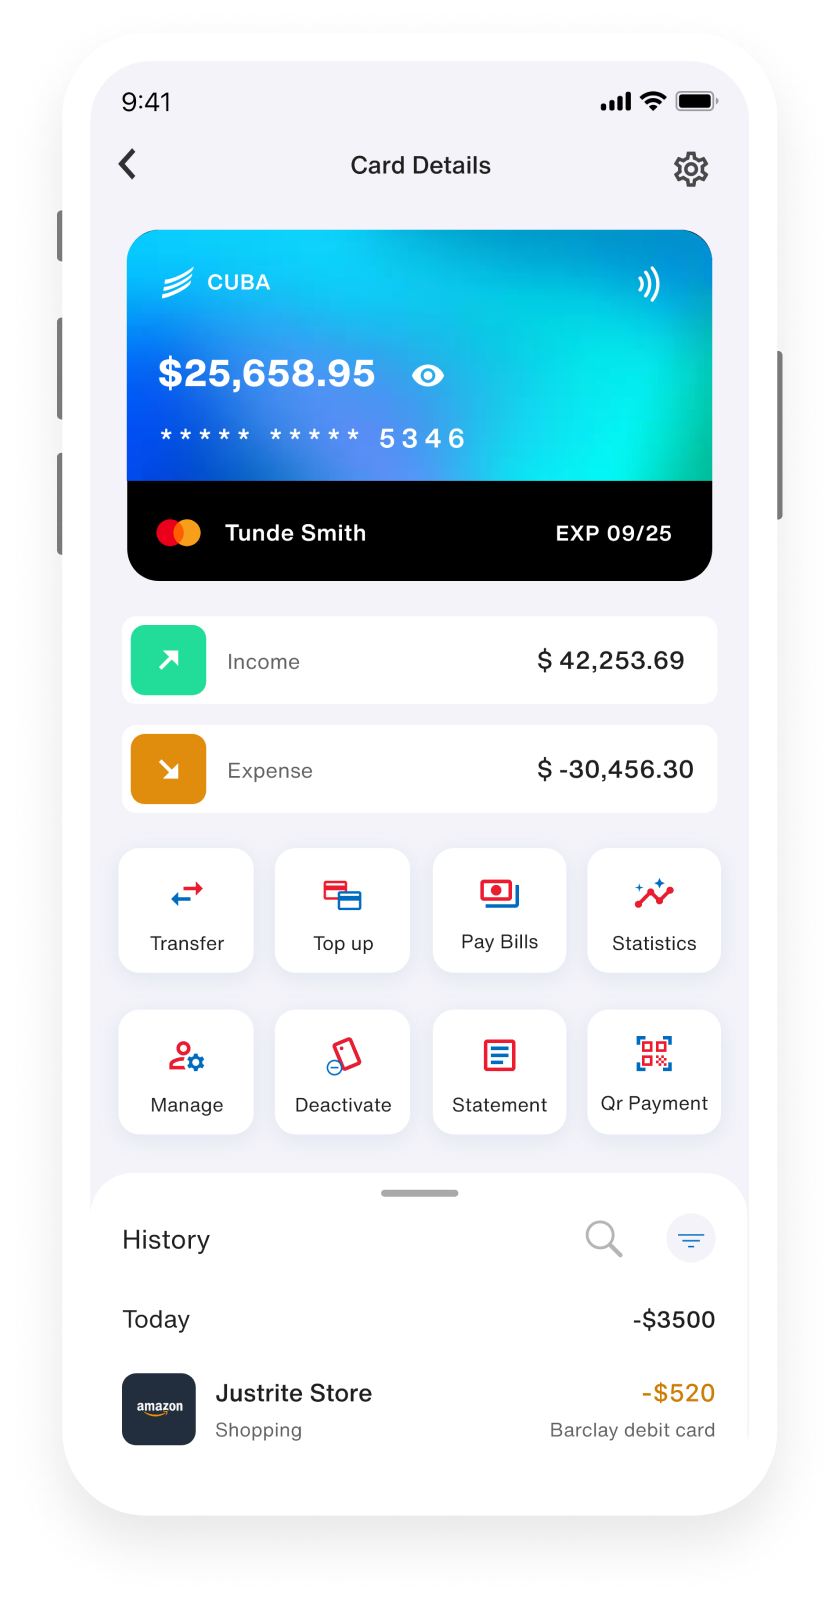 9:41
Card Details
CUBA
$25,658.95
***** ***** 5346
Tunde Smith EXP 09/25
Income $ 42,253.69
Expense $ -30,456.30
Transfer Top up Pay Bills Statistics
Manage Deactivate Statement Qr Payment
History
Today -$3500
amazon Justrite Store -$520
Shopping Barclay debit card